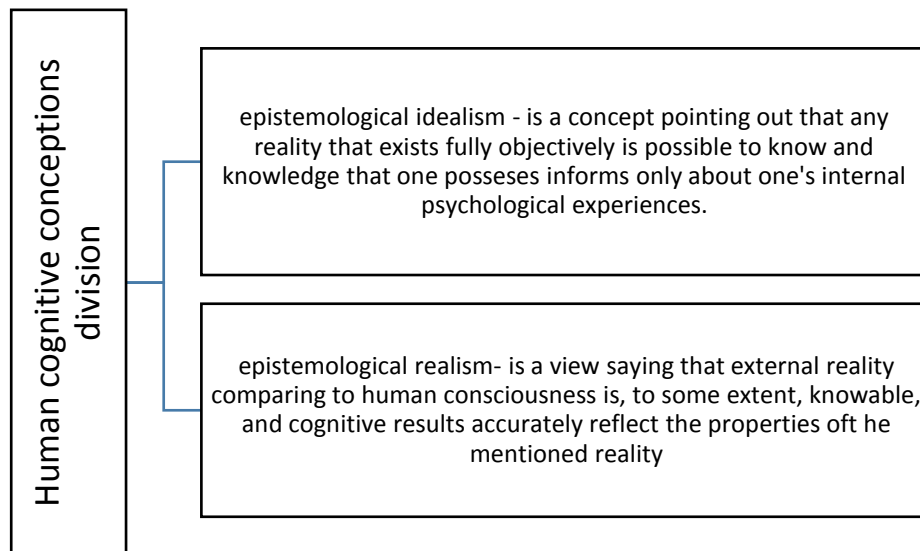 Human cognitive conceptions
division
epistemological idealism - is a concept pointing out that any
reality that exists fully objectively is possible to know and
knowledge that one posseses informs only about one's internal
psychological experiences.
epistemological realism- is a view saying that external reality
comparing to human consciousness is, to some extent, knowable,
and cognitive results accurately reflect the properties oft he
mentioned reality